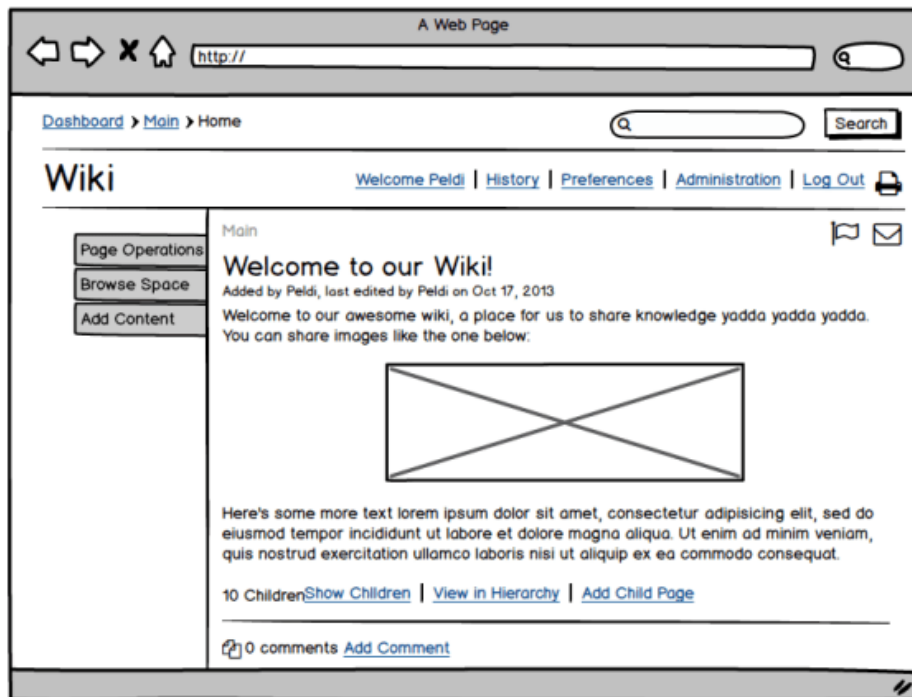 A Web Page
http://
Dashboard > Main > Home
Search
Wiki
Welcome Peldi | History | Preferences | Administration | Log Out
Page Operations
Browse Space
Add Content
Main
Welcome to our Wiki!
Added by Peldi, last edited by Peldi on Oct 17, 2013
Welcome to our awesome wiki, a place for us to share knowledge yadda yadda yadda.
You can share images like the one below:
Here's some more text lorem ipsum dolor sit amet, consectetur adipisicing elit, sed do
eiusmod tempor incididunt ut labore et dolore magna aliqua. Ut enim ad minim veniam,
quis nostrud exercitation ullamco laboris nisi ut aliquip ex ea commodo consequat.
10 Children Show Children | View in Hierarchy | Add Child Page
0 comments Add Comment